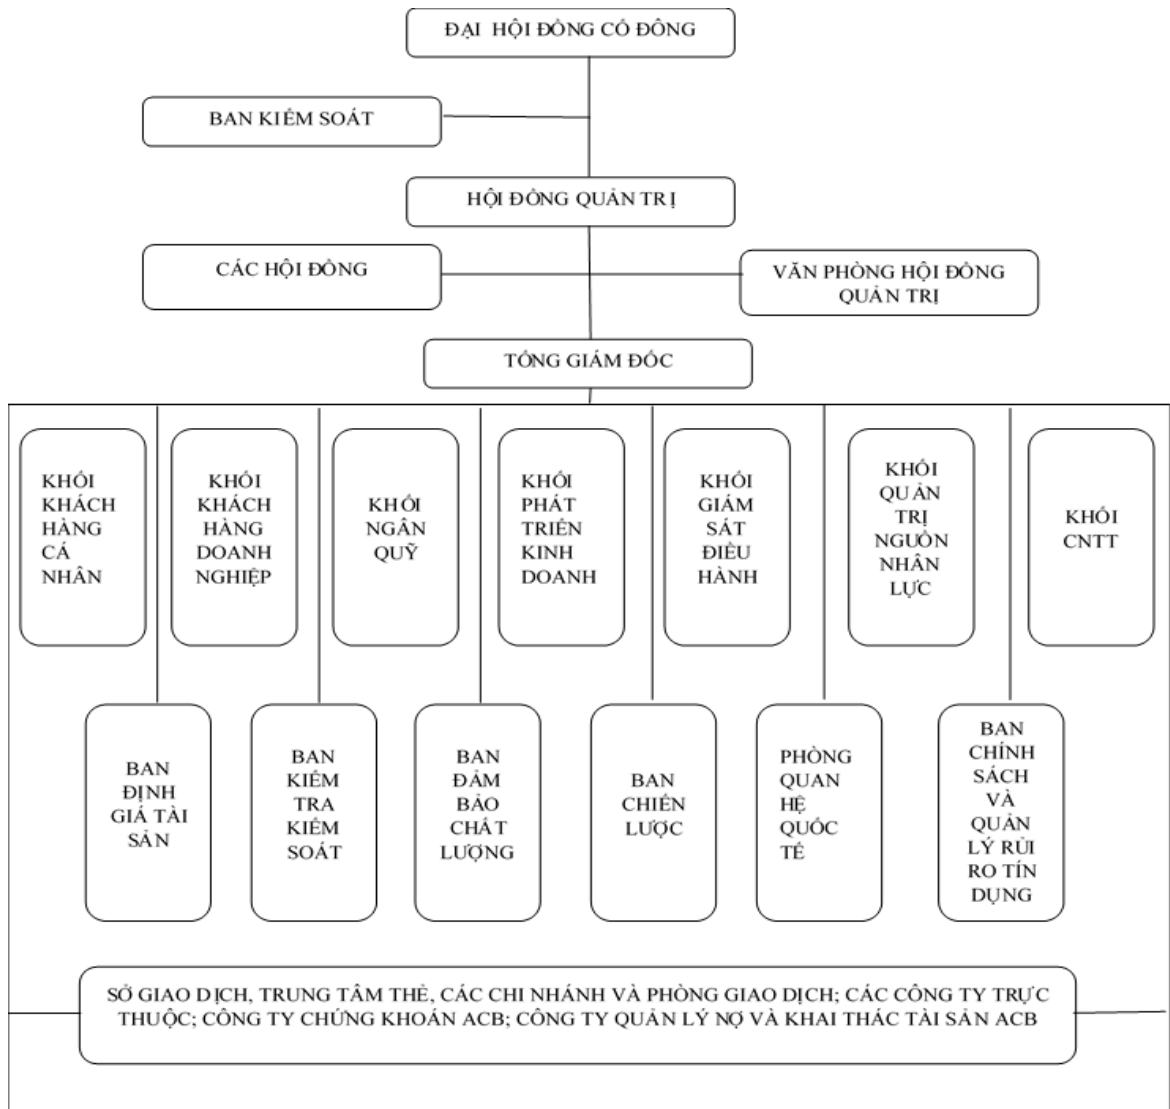 ĐẠI HỘI ĐỒNG CỔ ĐÔNG
BAN KIỂM SOÁT
HỘI ĐỒNG QUẢN TRỊ
CÁC HỘI ĐỒNG
VĂN PHÒNG HỘI ĐỒNG
QUẢN TRỊ
TỔNG GIÁM ĐỐC
KHỐI
KHÁCH
HÀNG
CÁ
NHÂN
KHỐI
KHÁCH
HÀNG
DOANH
NGHIỆP
KHỐI
NGÂN
QUỸ
KHỐI
PHÁT
TRIỂN
KINH
DOANH
KHỐI
GIÁM
SÁT
ĐIỀU
HÀNH
KHỐI
QUẢN
TRỊ
NGUỒN
NHÂN
LỰC
KHỐI
CNTT
BAN
ĐỊNH
GIÁ TÀI
SẢN
BAN
KIỂM
TRA
KIỂM
SOÁT
BAN
ĐẢM
BẢO
CHẤT
LƯỢNG
BAN
CHIẾN
LƯỢC
PHÒNG
QUAN
HỆ
QUỐC
TẾ
BAN
CHÍNH
SÁCH
VÀ
QUẢN
LÝ RỦI
RO TÍN
DỤNG
SỞ GIAO DỊCH, TRUNG TÂM THẺ, CÁC CHI NHÁNH VÀ PHÒNG GIAO DỊCH; CÁC CÔNG TY TRỰC
THUỘC; CÔNG TY CHỨNG KHOÁN ACB; CÔNG TY QUẢN LÝ NỢ VÀ KHAI THÁC TÀI SẢN ACB